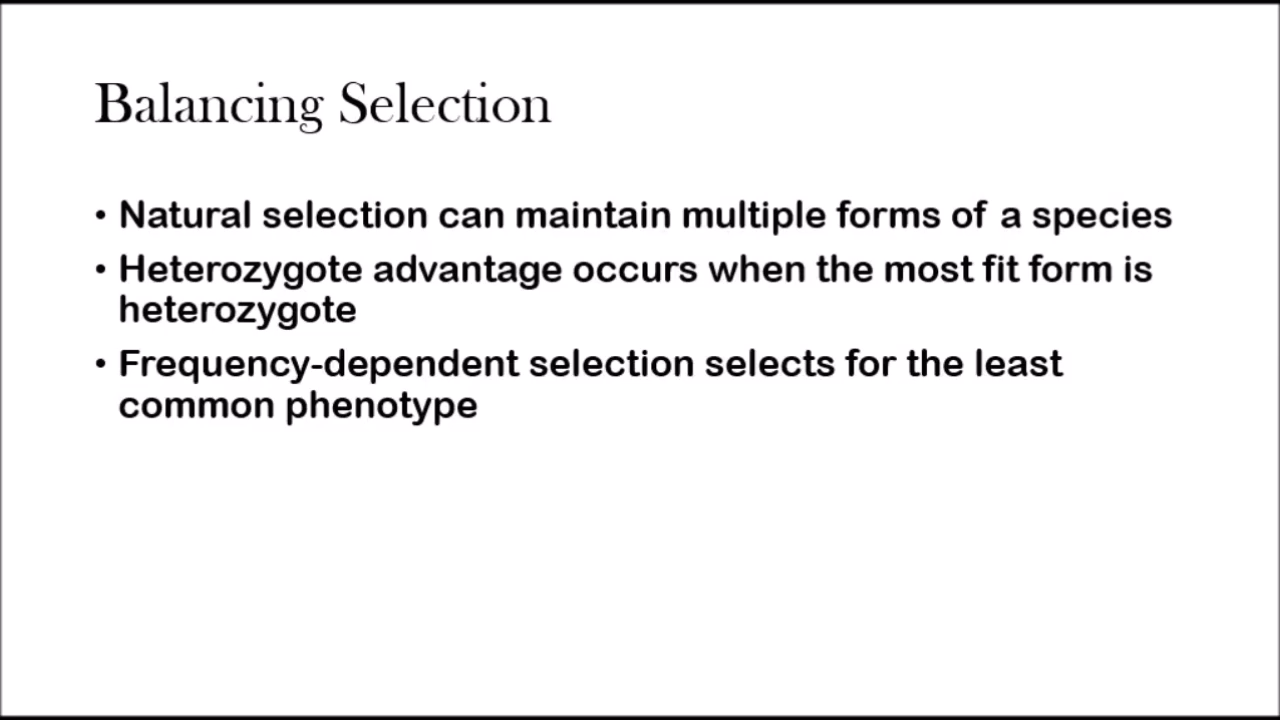 Balancing Selection
• Natural selection can maintain multiple forms of a species
• Heterozygote advantage occurs when the most fit form is
heterozygote
• Frequency-dependent selection selects for the least
common phenotype